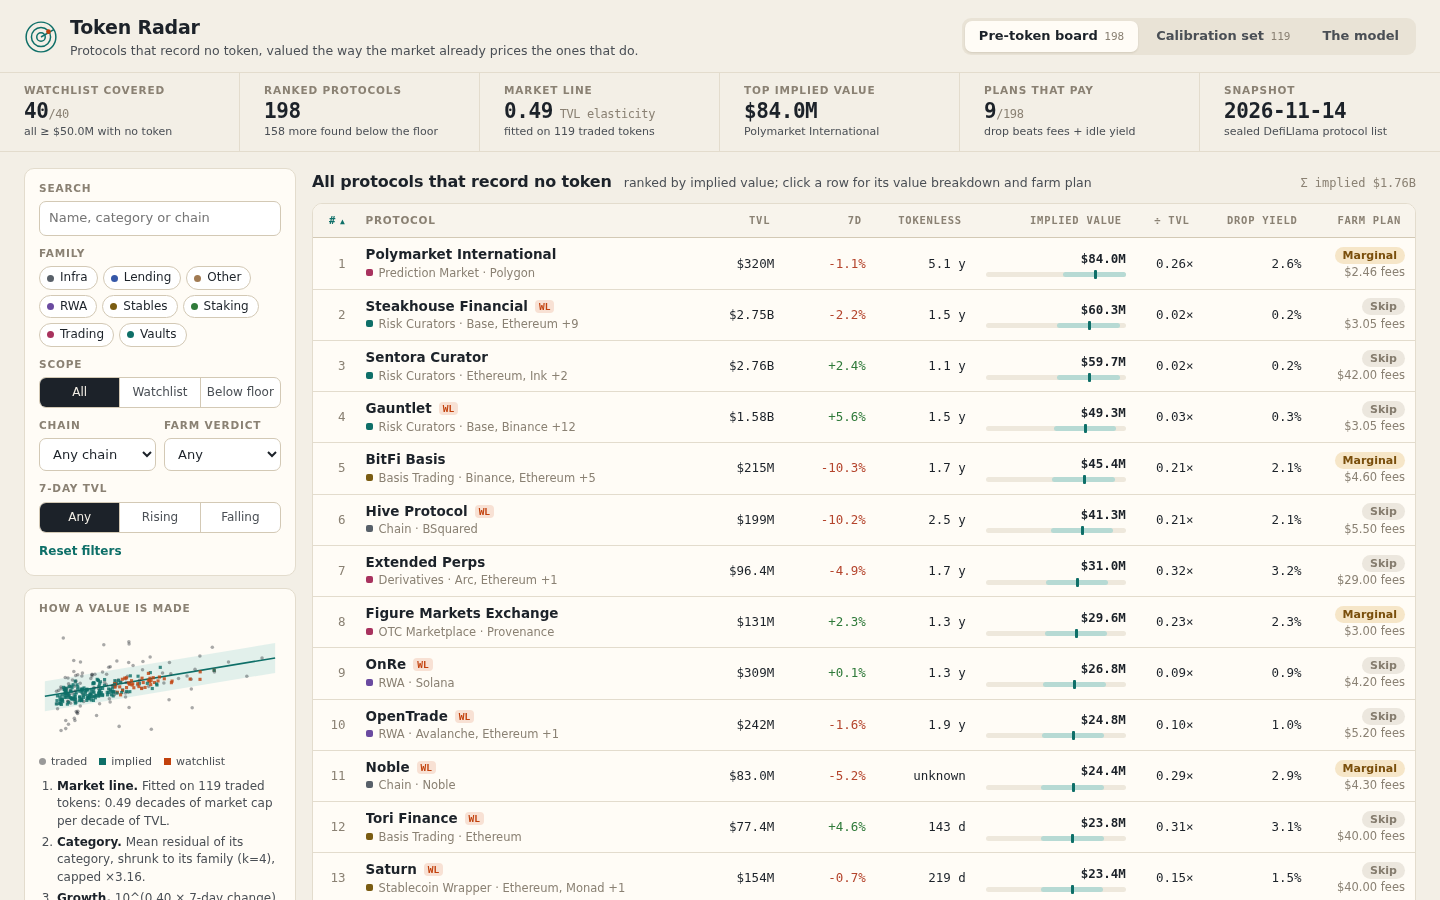 Token Radar
Protocols that record no token, valued the way the market already prices the ones that do.
Pre-token board 198
Calibration set 119
The model
WATCHLIST COVERED
40/40
all ≥ $50.0M with no token
RANKED PROTOCOLS
198
158 more found below the floor
MARKET LINE
0.49 TVL elasticity
fitted on 119 traded tokens
TOP IMPLIED VALUE
$84.0M
Polymarket International
PLANS THAT PAY
9/198
drop beats fees + idle yield
SNAPSHOT
2026-11-14
sealed DefiLlama protocol list
SEARCH
Name, category or chain
FAMILY
Infra Lending Other
RWA Stables Staking
Trading Vaults
SCOPE
All Watchlist Below floor
CHAIN FARM VERDICT
Any chain Any
7-DAY TVL
Any Rising Falling
Reset filters
HOW A VALUE IS MADE
traded implied watchlist
1. Market line. Fitted on 119 traded
tokens: 0.49 decades of market cap
per decade of TVL.
2. Category. Mean residual of its
category, shrunk to its family (k=4),
capped ×3.16.
3. Growth. 10^(0.40 × 7-day change)
All protocols that record no token ranked by implied value; click a row for its value breakdown and farm plan Σ implied $1.76B
# ▲ PROTOCOL TVL 7D TOKENLESS IMPLIED VALUE ÷ TVL DROP YIELD FARM PLAN
1 Polymarket International $320M -1.1% 5.1 y $84.0M 0.26× 2.6% Marginal
Prediction Market · Polygon $2.46 fees
2 Steakhouse Financial WL $2.75B -2.2% 1.5 y $60.3M 0.02× 0.2% Skip
Risk Curators · Base, Ethereum +9 $3.05 fees
3 Sentora Curator $2.76B +2.4% 1.1 y $59.7M 0.02× 0.2% Skip
Risk Curators · Ethereum, Ink +2 $42.00 fees
4 Gauntlet WL $1.58B +5.6% 1.5 y $49.3M 0.03× 0.3% Skip
Risk Curators · Base, Binance +12 $3.05 fees
5 BitFi Basis $215M -10.3% 1.7 y $45.4M 0.21× 2.1% Marginal
Basis Trading · Binance, Ethereum +5 $4.60 fees
6 Hive Protocol WL $199M -10.2% 2.5 y $41.3M 0.21× 2.1% Skip
Chain · BSquared $5.50 fees
7 Extended Perps $96.4M -4.9% 1.7 y $31.0M 0.32× 3.2% Skip
Derivatives · Arc, Ethereum +1 $29.00 fees
8 Figure Markets Exchange $131M +2.3% 1.3 y $29.6M 0.23× 2.3% Marginal
OTC Marketplace · Provenance $3.00 fees
9 OnRe WL $309M +0.1% 1.3 y $26.8M 0.09× 0.9% Skip
RWA · Solana $4.20 fees
10 OpenTrade WL $242M -1.6% 1.9 y $24.8M 0.10× 1.0% Skip
RWA · Avalanche, Ethereum +1 $5.20 fees
11 Noble WL $83.0M -5.2% unknown $24.4M 0.29× 2.9% Marginal
Chain · Noble $4.30 fees
12 Tori Finance WL $77.4M +4.6% 143 d $23.8M 0.31× 3.1% Skip
Basis Trading · Ethereum $40.00 fees
13 Saturn WL $154M -0.7% 219 d $23.4M 0.15× 1.5% Skip
Stablecoin Wrapper · Ethereum, Monad +1 $40.00 fees